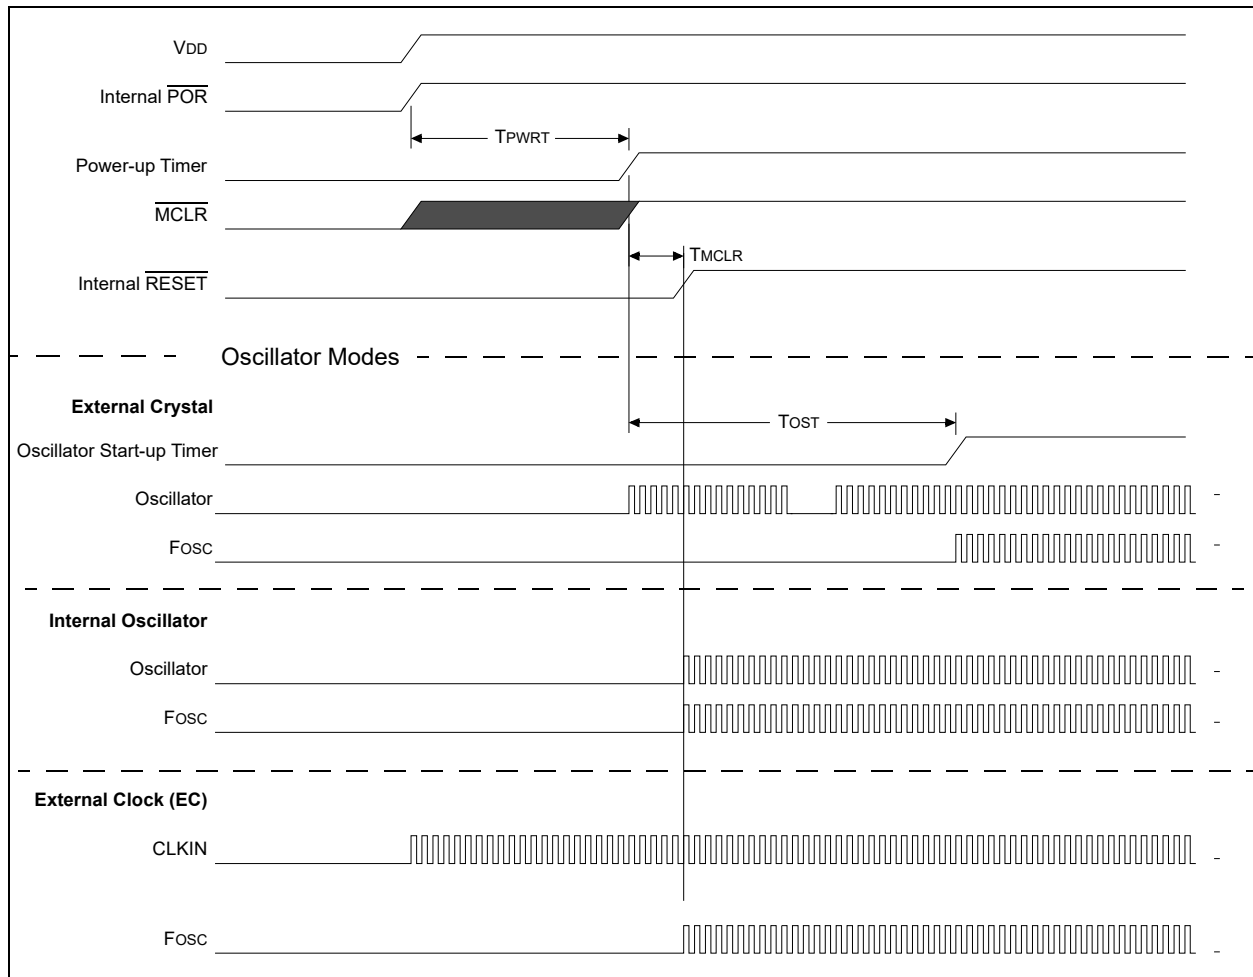 VDD
Internal POR
TPWRT
Power-up Timer
MCLR
TMCLR
Internal RESET
Oscillator Modes
External Crystal
TOST
Oscillator Start-up Timer
Oscillator
FOSC
Internal Oscillator
Oscillator
FOSC
External Clock (EC)
CLKIN
FOSC